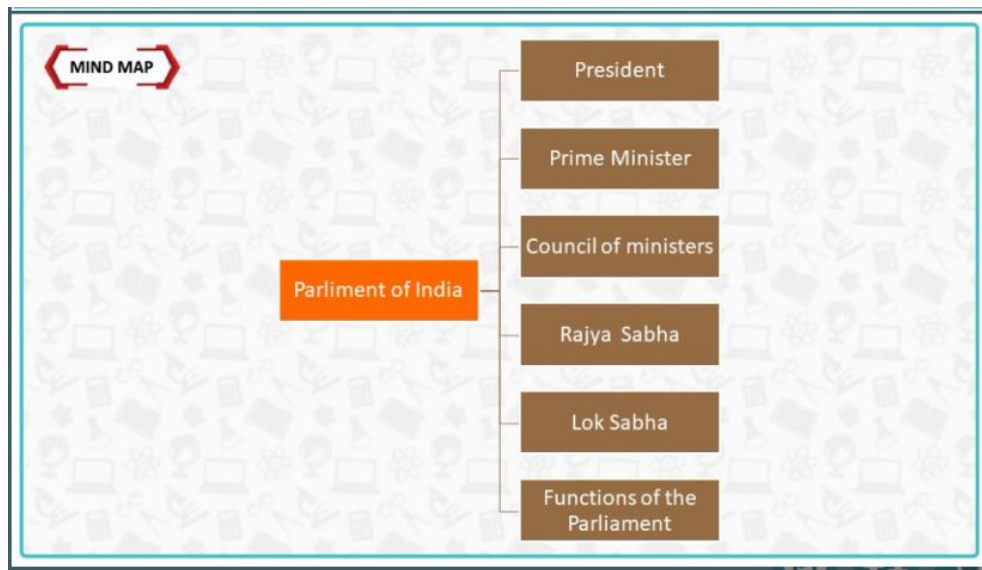 MIND MAP
President
Prime Minister
Council of ministers
Parliment of India
Rajya Sabha
Lok Sabha
Functions of the
Parliament